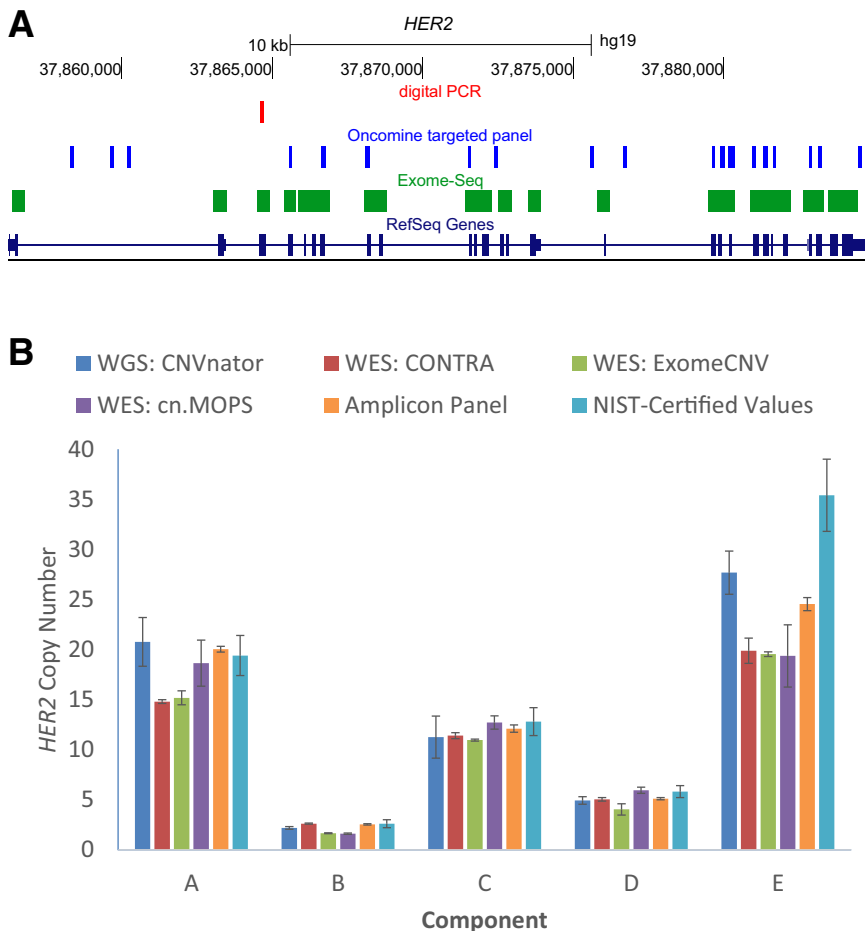 A
HER2
10 kb hg19
37,860,000 37,865,000 37,870,000 37,875,000 37,880,000
digital PCR
Oncomine targeted panel
Exome-Seq
RefSeq Genes
B
WGS: CNVnator WES: CONTRA WES: ExomeCNV
WES: cn.MOPS Amplicon Panel NIST-Certified Values
HER2 Copy Number
40
35
30
25
20
15
10
5
0
A B C D E
Component